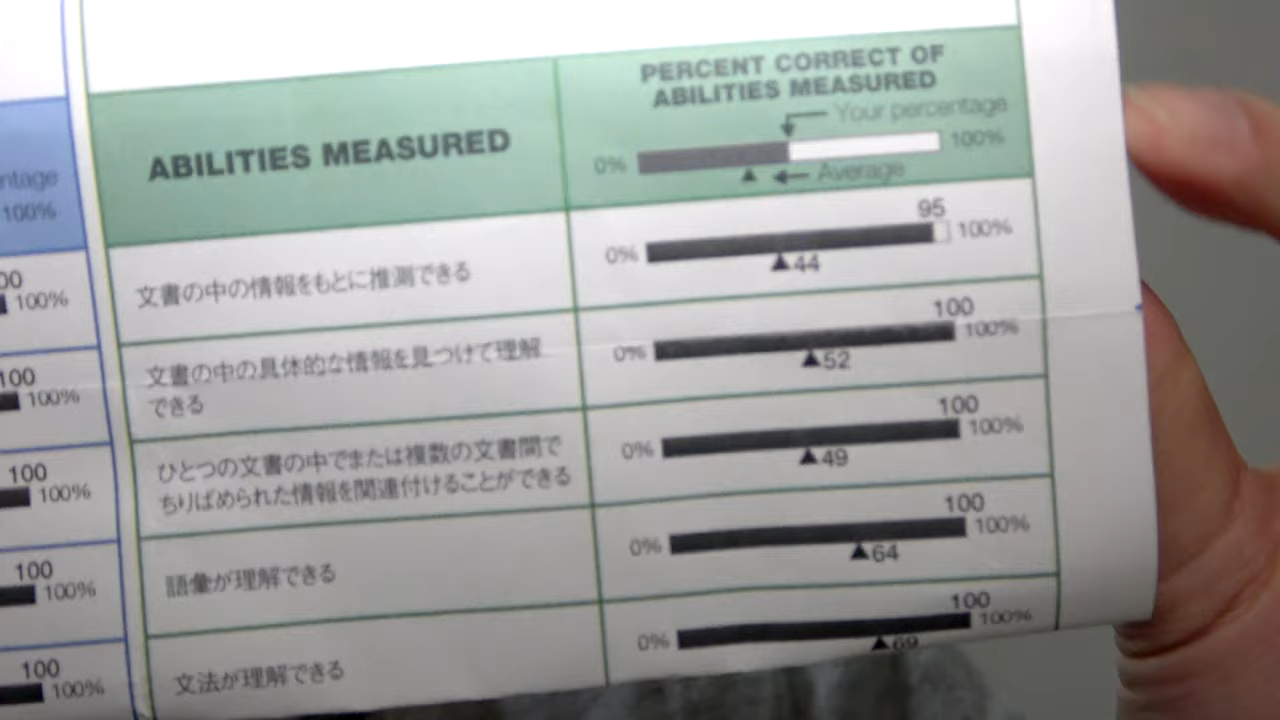 ntage
100%
00
100%
100
100%
100
100%
100
100%
100
100%
ABILITIES MEASURED
PERCENT CORRECT OF
ABILITIES MEASURED
Your percentage
0% 100%
Average
文書の中の情報をもとに推測できる
95
0% 100%
44
文書の中の具体的な情報を見つけて理解
できる
100
0% 100%
52
ひとつの文書の中でまたは複数の文書間で
ちりばめられた情報を関連付けることができる
100
0% 100%
49
語彙が理解できる
100
0% 100%
64
文法が理解できる
100
0% 100%
69